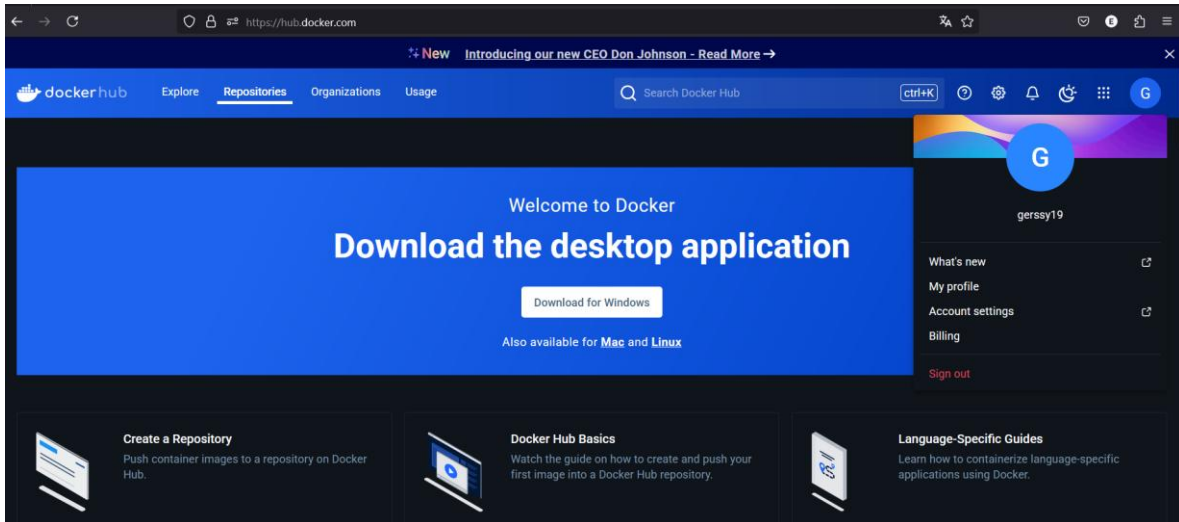 https://hub.docker.com
New Introducing our new CEO Don Johnson - Read More →
dockerhub Explore Repositories Organizations Usage Search Docker Hub ctrl+K G
G
gersssy19
What's new
My profile
Account settings
Billing
Sign out
Welcome to Docker
Download the desktop application
Download for Windows
Also available for Mac and Linux
Create a Repository
Push container images to a repository on Docker
Hub.
Docker Hub Basics
Watch the guide on how to create and push your
first image into a Docker Hub repository.
Language-Specific Guides
Learn how to containerize language-specific
applications using Docker.